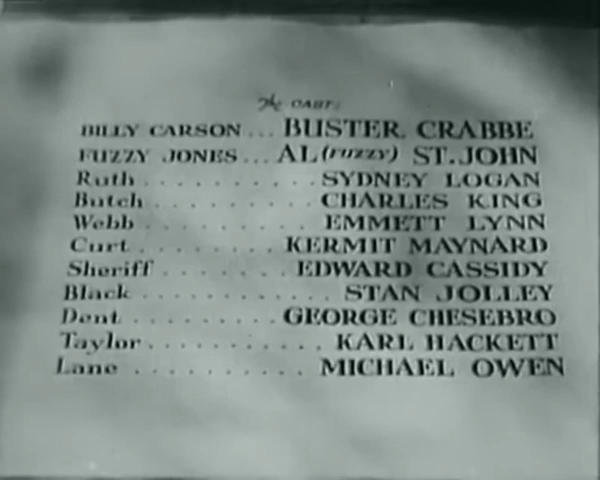 The CAST:
BILLY CARSON ... BUSTER CRABBE
FUZZY JONES ... AL (FUZZY) ST. JOHN
Ruth . . . . . . . . . . SYDNEY LOGAN
Butch . . . . . . . . . . CHARLES KING
Webb . . . . . . . . . . EMMETT LYNN
Curt . . . . . . . . KERMIT MAYNARD
Sheriff . . . . . . . EDWARD CASSIDY
Black . . . . . . . . . . . . STAN JOLLEY
Dent . . . . . . . . . GEORGE CHESEBRO
Taylor . . . . . . . . . . . KARL HACKETT
Lane . . . . . . . . . . MICHAEL OWEN